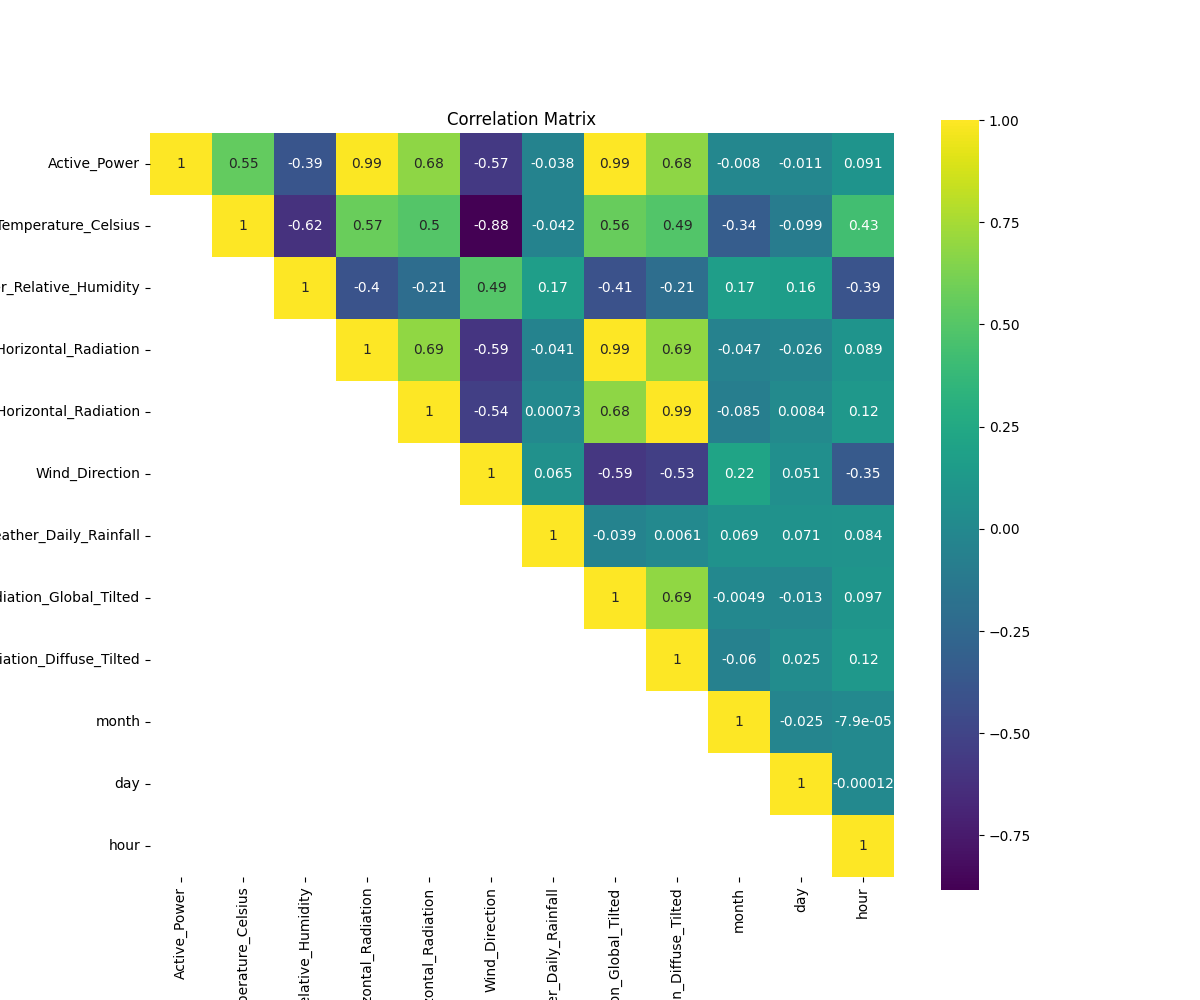 Correlation Matrix
Active_Power 1 0.55 -0.39 0.99 0.68 -0.57 -0.038 0.99 0.68 -0.008 -0.011 0.091
Temperature_Celsius 1 -0.62 0.57 0.5 -0.88 -0.042 0.56 0.49 -0.34 -0.099 0.43
r_Relative_Humidity 1 -0.4 -0.21 0.49 0.17 -0.41 -0.21 0.17 0.16 -0.39
Horizontal_Radiation 1 0.69 -0.59 -0.041 0.99 0.69 -0.047 -0.026 0.089
Horizontal_Radiation 1 -0.54 0.00073 0.68 0.99 -0.085 0.0084 0.12
Wind_Direction 1 0.065 -0.59 -0.53 0.22 0.051 -0.35
eather_Daily_Rainfall 1 -0.039 0.0061 0.069 0.071 0.084
diation_Global_Tilted 1 0.69 -0.0049 -0.013 0.097
iation_Diffuse_Tilted 1 -0.06 0.025 0.12
month 1 -0.025 -7.9e-05
day 1 -0.00012
hour 1
Active_Power
perature_Celsius
elative_Humidity
zontal_Radiation
zontal_Radiation
Wind_Direction
er_Daily_Rainfall
on_Global_Tilted
n_Diffuse_Tilted
month
day
hour
1.00
0.75
0.50
0.25
0.00
−0.25
−0.50
−0.75